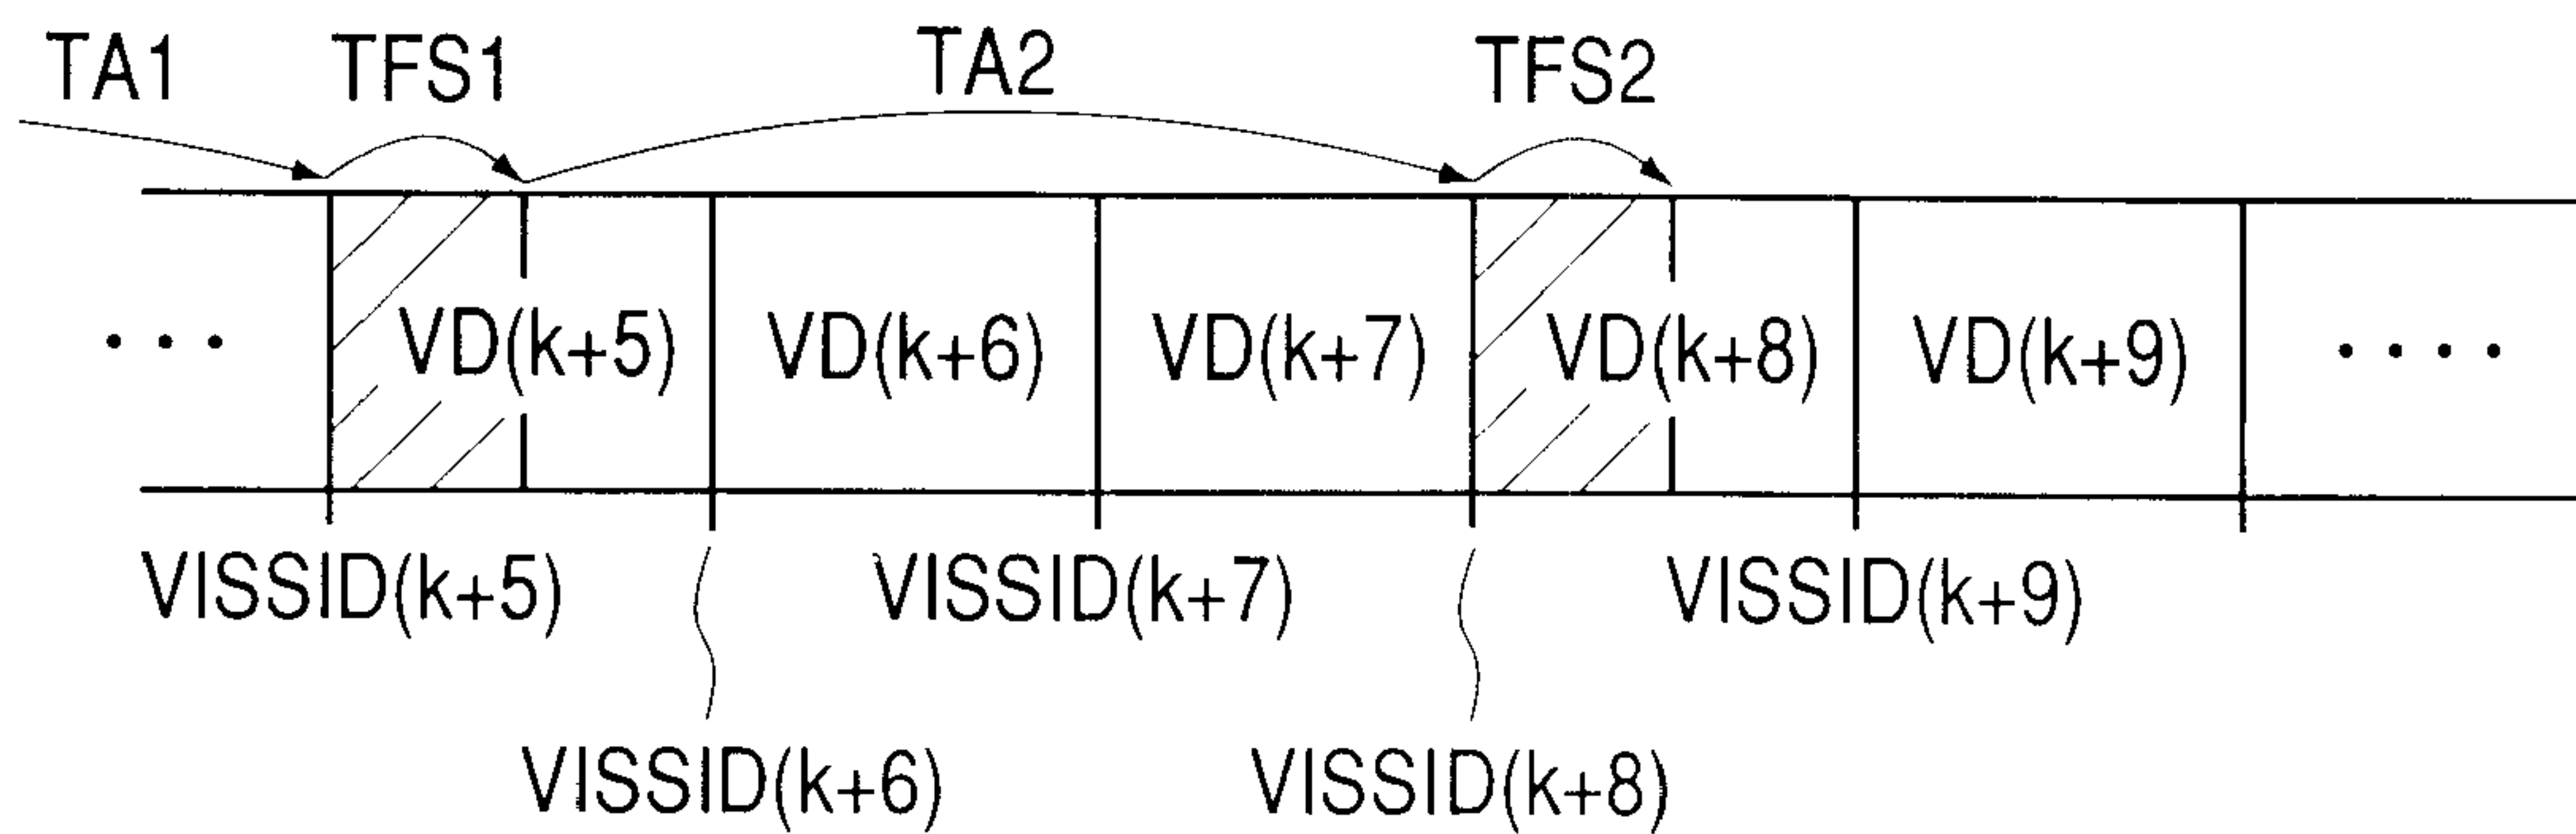 TA1 TFS1 TA2 TFS2
... VD(k+5) VD(k+6) VD(k+7) VD(k+8) VD(k+9) ....
VISSID(k+5) VISSID(k+7) VISSID(k+9)
VISSID(k+6) VISSID(k+8)